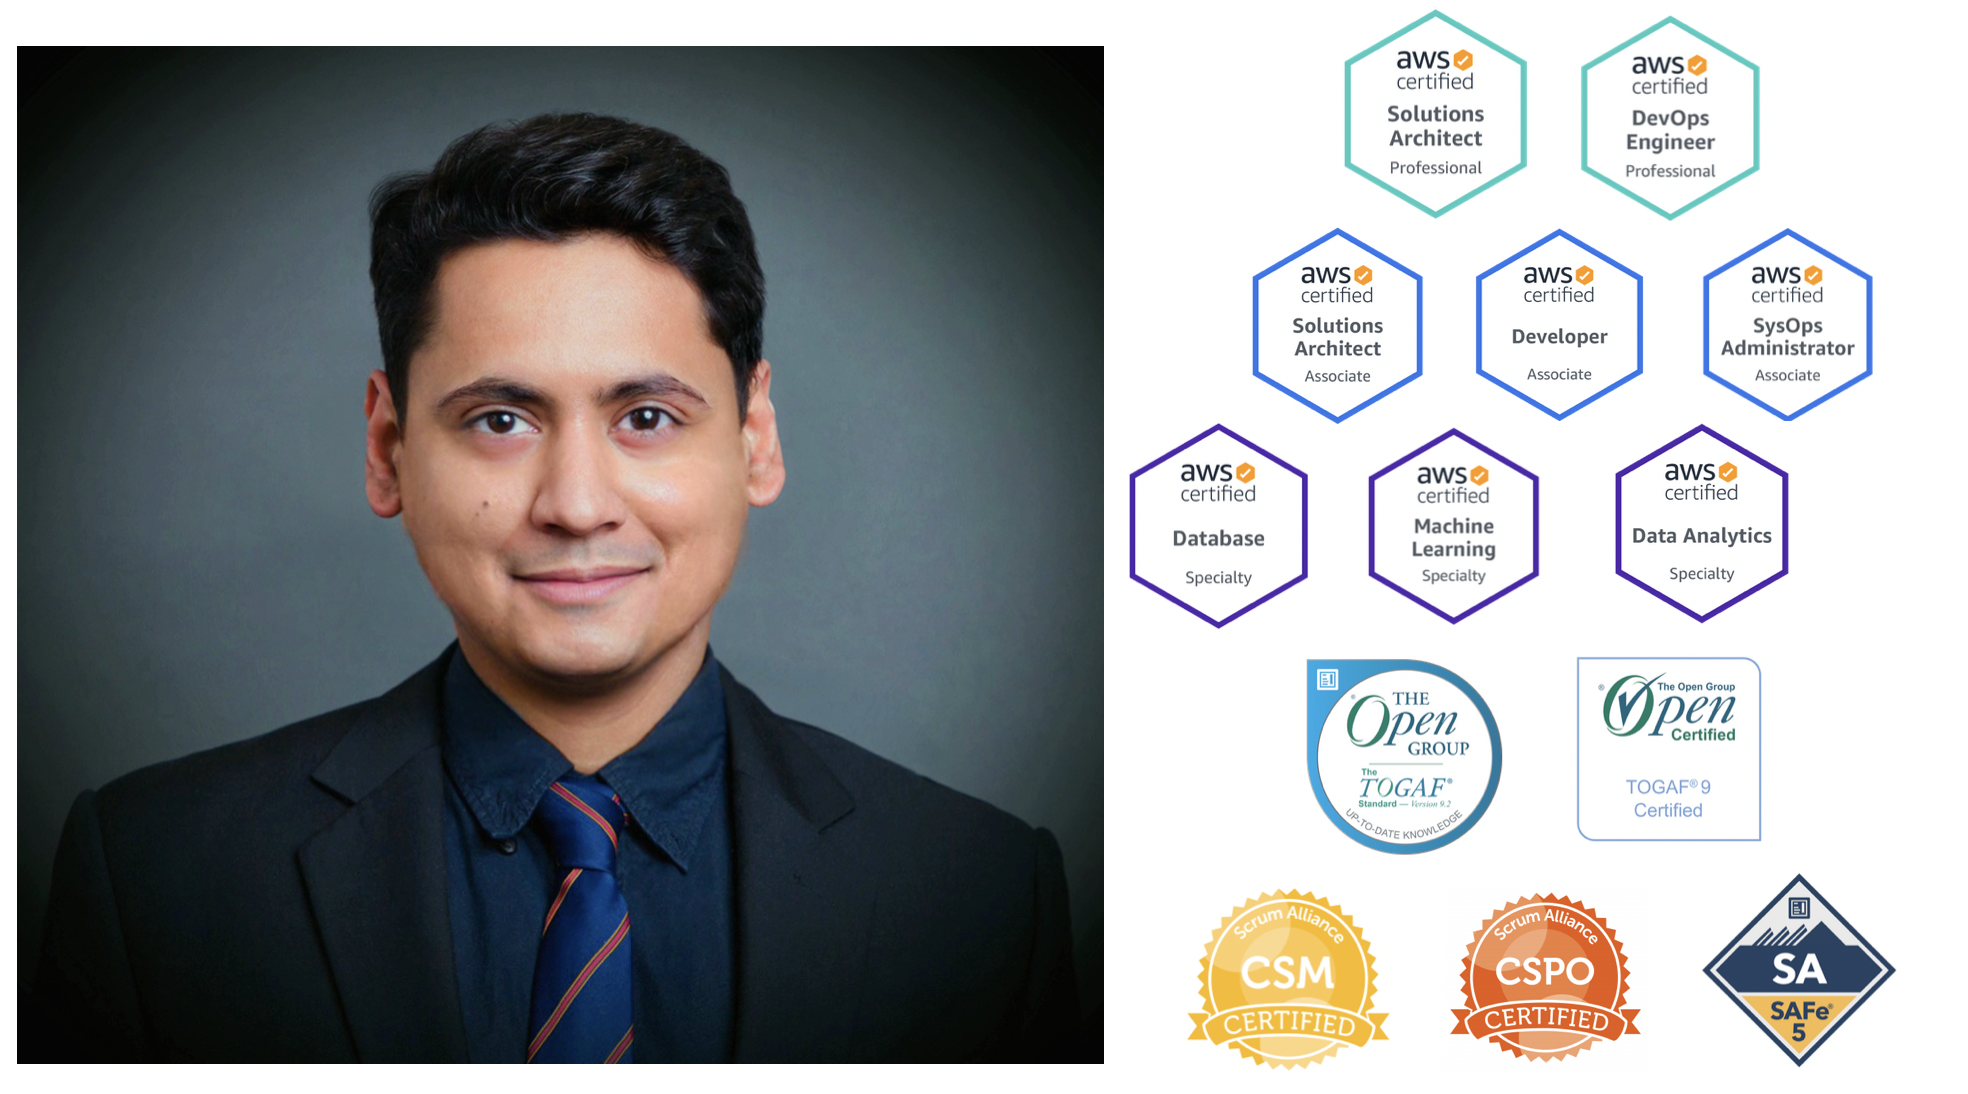 aws
certified
Solutions
Architect
Professional
aws
certified
DevOps
Engineer
Professional
aws
certified
Solutions
Architect
Associate
aws
certified
Developer
Associate
aws
certified
SysOps
Administrator
Associate
aws
certified
Database
Specialty
aws
certified
Machine
Learning
Specialty
aws
certified
Data Analytics
Specialty
THE
®Open
GROUP
The
TOGAF®
Standard — Version 9.2
UP-TO-DATE KNOWLEDGE
The Open Group
®Open
Certified
TOGAF® 9
Certified
Scrum Alliance
CSM
CERTIFIED
Scrum Alliance
CSPO
CERTIFIED
SA
SAFe®
5